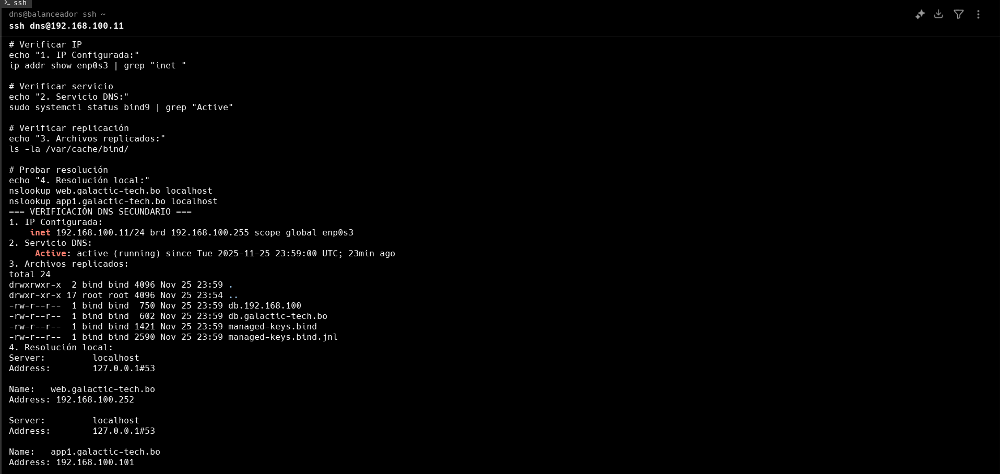 ssh
dns@balanceador ssh ~
ssh dns@192.168.100.11
# Verificar IP
echo "1. IP Configurada:"
ip addr show enp0s3 | grep "inet "
# Verificar servicio
echo "2. Servicio DNS:"
sudo systemctl status bind9 | grep "Active"
# Verificar replicación
echo "3. Archivos replicados:"
ls -la /var/cache/bind/
# Probar resolución
echo "4. Resolución local:"
nslookup web.galactic-tech.bo localhost
nslookup app1.galactic-tech.bo localhost
=== VERIFICACIÓN DNS SECUNDARIO ===
1. IP Configurada:
    inet 192.168.100.11/24 brd 192.168.100.255 scope global enp0s3
2. Servicio DNS:
     Active: active (running) since Tue 2025-11-25 23:59:00 UTC; 23min ago
3. Archivos replicados:
total 24
drwxrwxr-x  2 bind bind 4096 Nov 25 23:59 .
drwxr-xr-x 17 root root 4096 Nov 25 23:54 ..
-rw-r--r--  1 bind bind  750 Nov 25 23:59 db.192.168.100
-rw-r--r--  1 bind bind  602 Nov 25 23:59 db.galactic-tech.bo
-rw-r--r--  1 bind bind 1421 Nov 25 23:59 managed-keys.bind
-rw-r--r--  1 bind bind 2590 Nov 25 23:59 managed-keys.bind.jnl
4. Resolución local:
Server:         localhost
Address:        127.0.0.1#53
Name:   web.galactic-tech.bo
Address: 192.168.100.252
Server:         localhost
Address:        127.0.0.1#53
Name:   app1.galactic-tech.bo
Address: 192.168.100.101